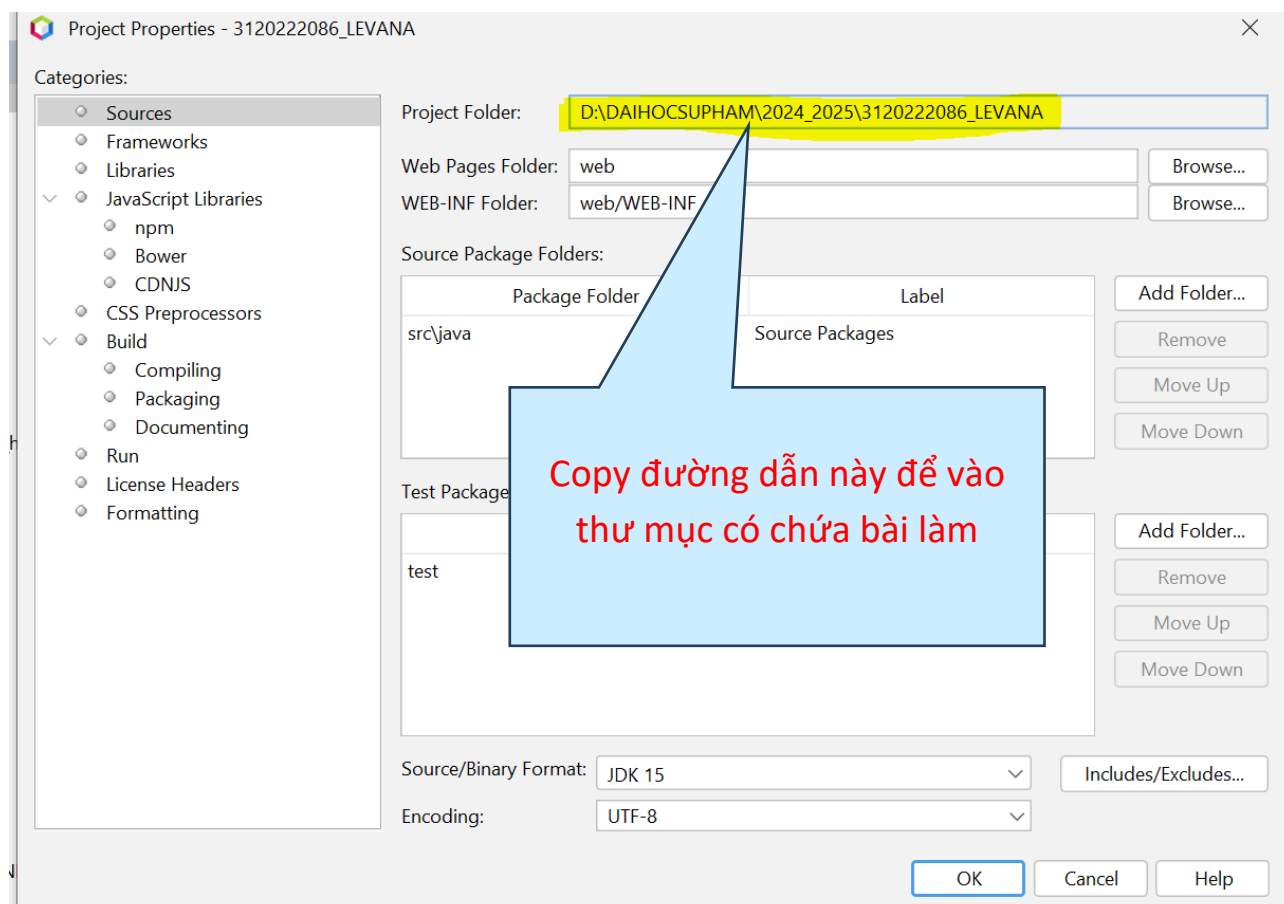 Project Properties - 3120222086_LEVANA
Categories:
Sources
Frameworks
Libraries
JavaScript Libraries
npm
Bower
CDNJS
CSS Preprocessors
Build
Compiling
Packaging
Documenting
Run
License Headers
Formatting
Project Folder: D:\DAIHOCSUPHAM\2024_2025\3120222086_LEVANA
Web Pages Folder: web Browse...
WEB-INF Folder: web/WEB-INF Browse...
Source Package Folders:
Package Folder Label
src\java Source Packages
Add Folder...
Remove
Move Up
Move Down
Copy đường dẫn này để vào
thư mục có chứa bài làm
Test Package
test
Add Folder...
Remove
Move Up
Move Down
Source/Binary Format: JDK 15 Includes/Excludes...
Encoding: UTF-8
OK Cancel Help